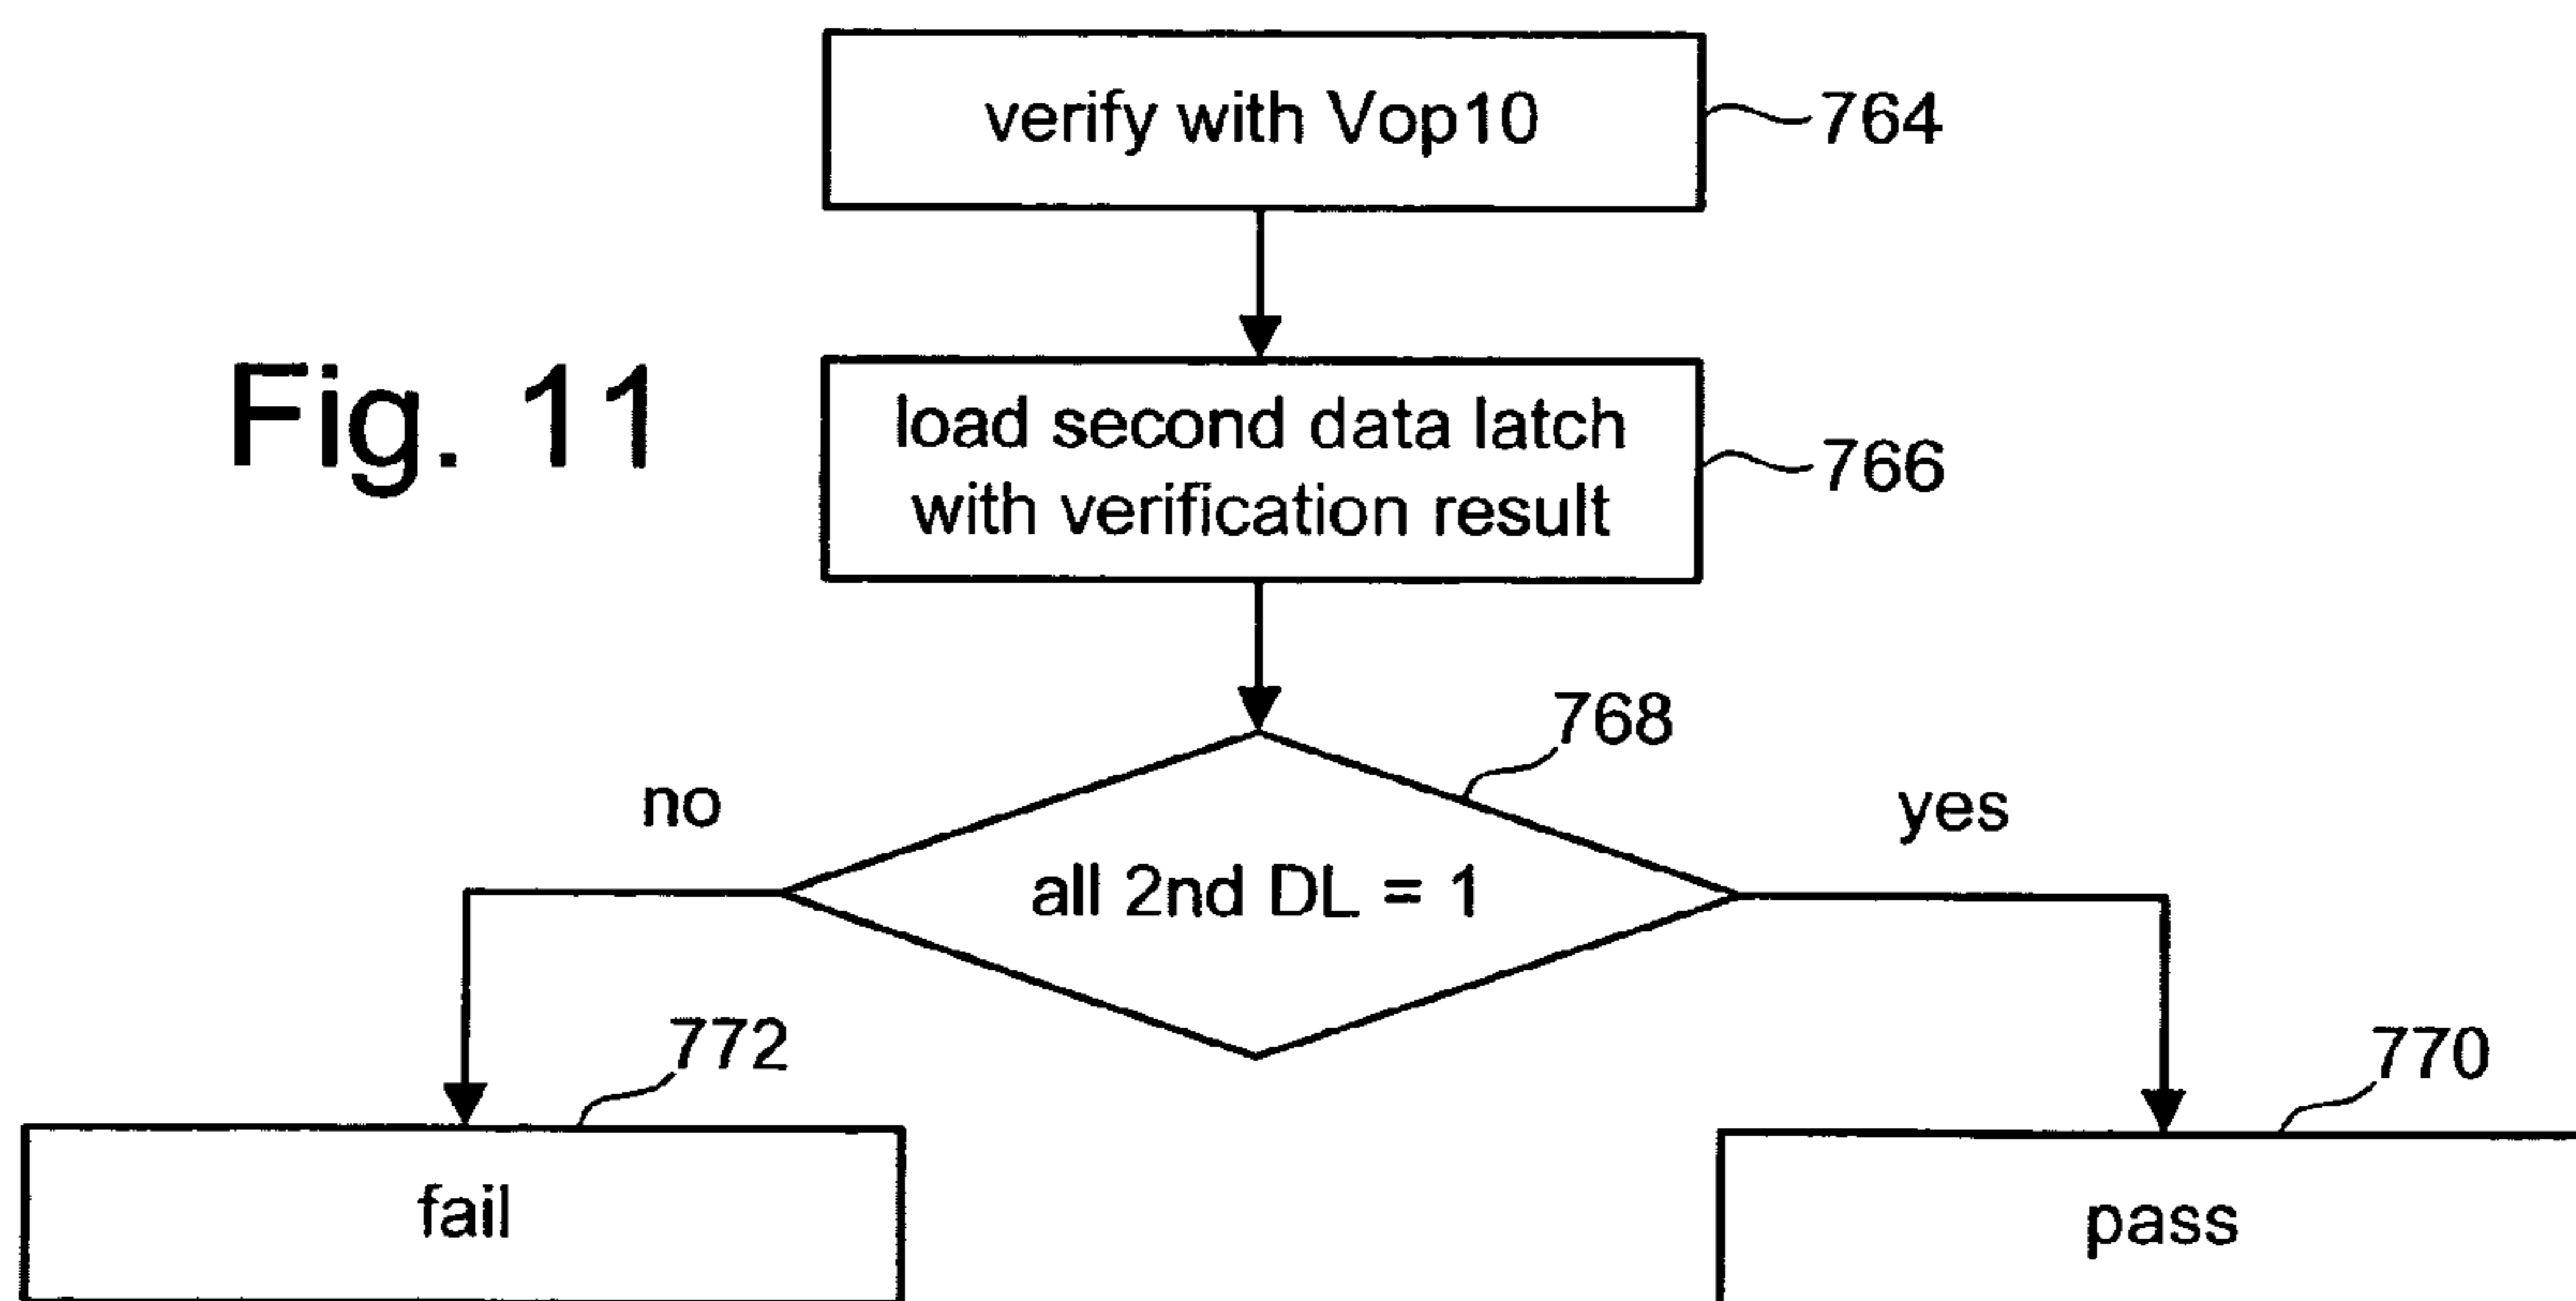 verify with Vop10
764
Fig. 11
load second data latch
with verification result
766
768
no
yes
all 2nd DL = 1
772
770
fail
pass